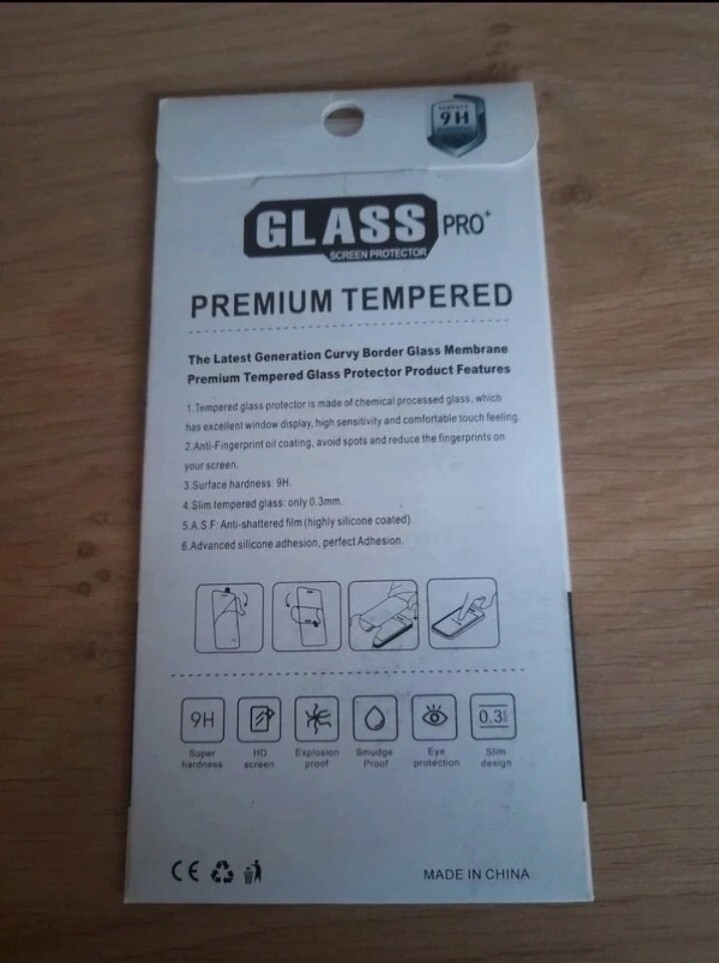 9H
GLASS PRO+
SCREEN PROTECTOR
PREMIUM TEMPERED
The Latest Generation Curvy Border Glass Membrane
Premium Tempered Glass Protector Product Features
1.Tempered glass protector is made of chemical processed glass, which
has excellent window display, high sensitivity and comfortable touch feeling.
2.Anti-Fingerprint oil coating, avoid spots and reduce the fingerprints on
your screen.
3.Surface hardness: 9H.
4.Slim tempered glass: only 0.3mm.
5.A.S.F: Anti-shattered film (highly silicone coated).
6.Advanced silicone adhesion, perfect Adhesion.
9H 0.3
Super HD Explosion Smudge Eye Slim
hardness screen proof Proof protection design
CE MADE IN CHINA